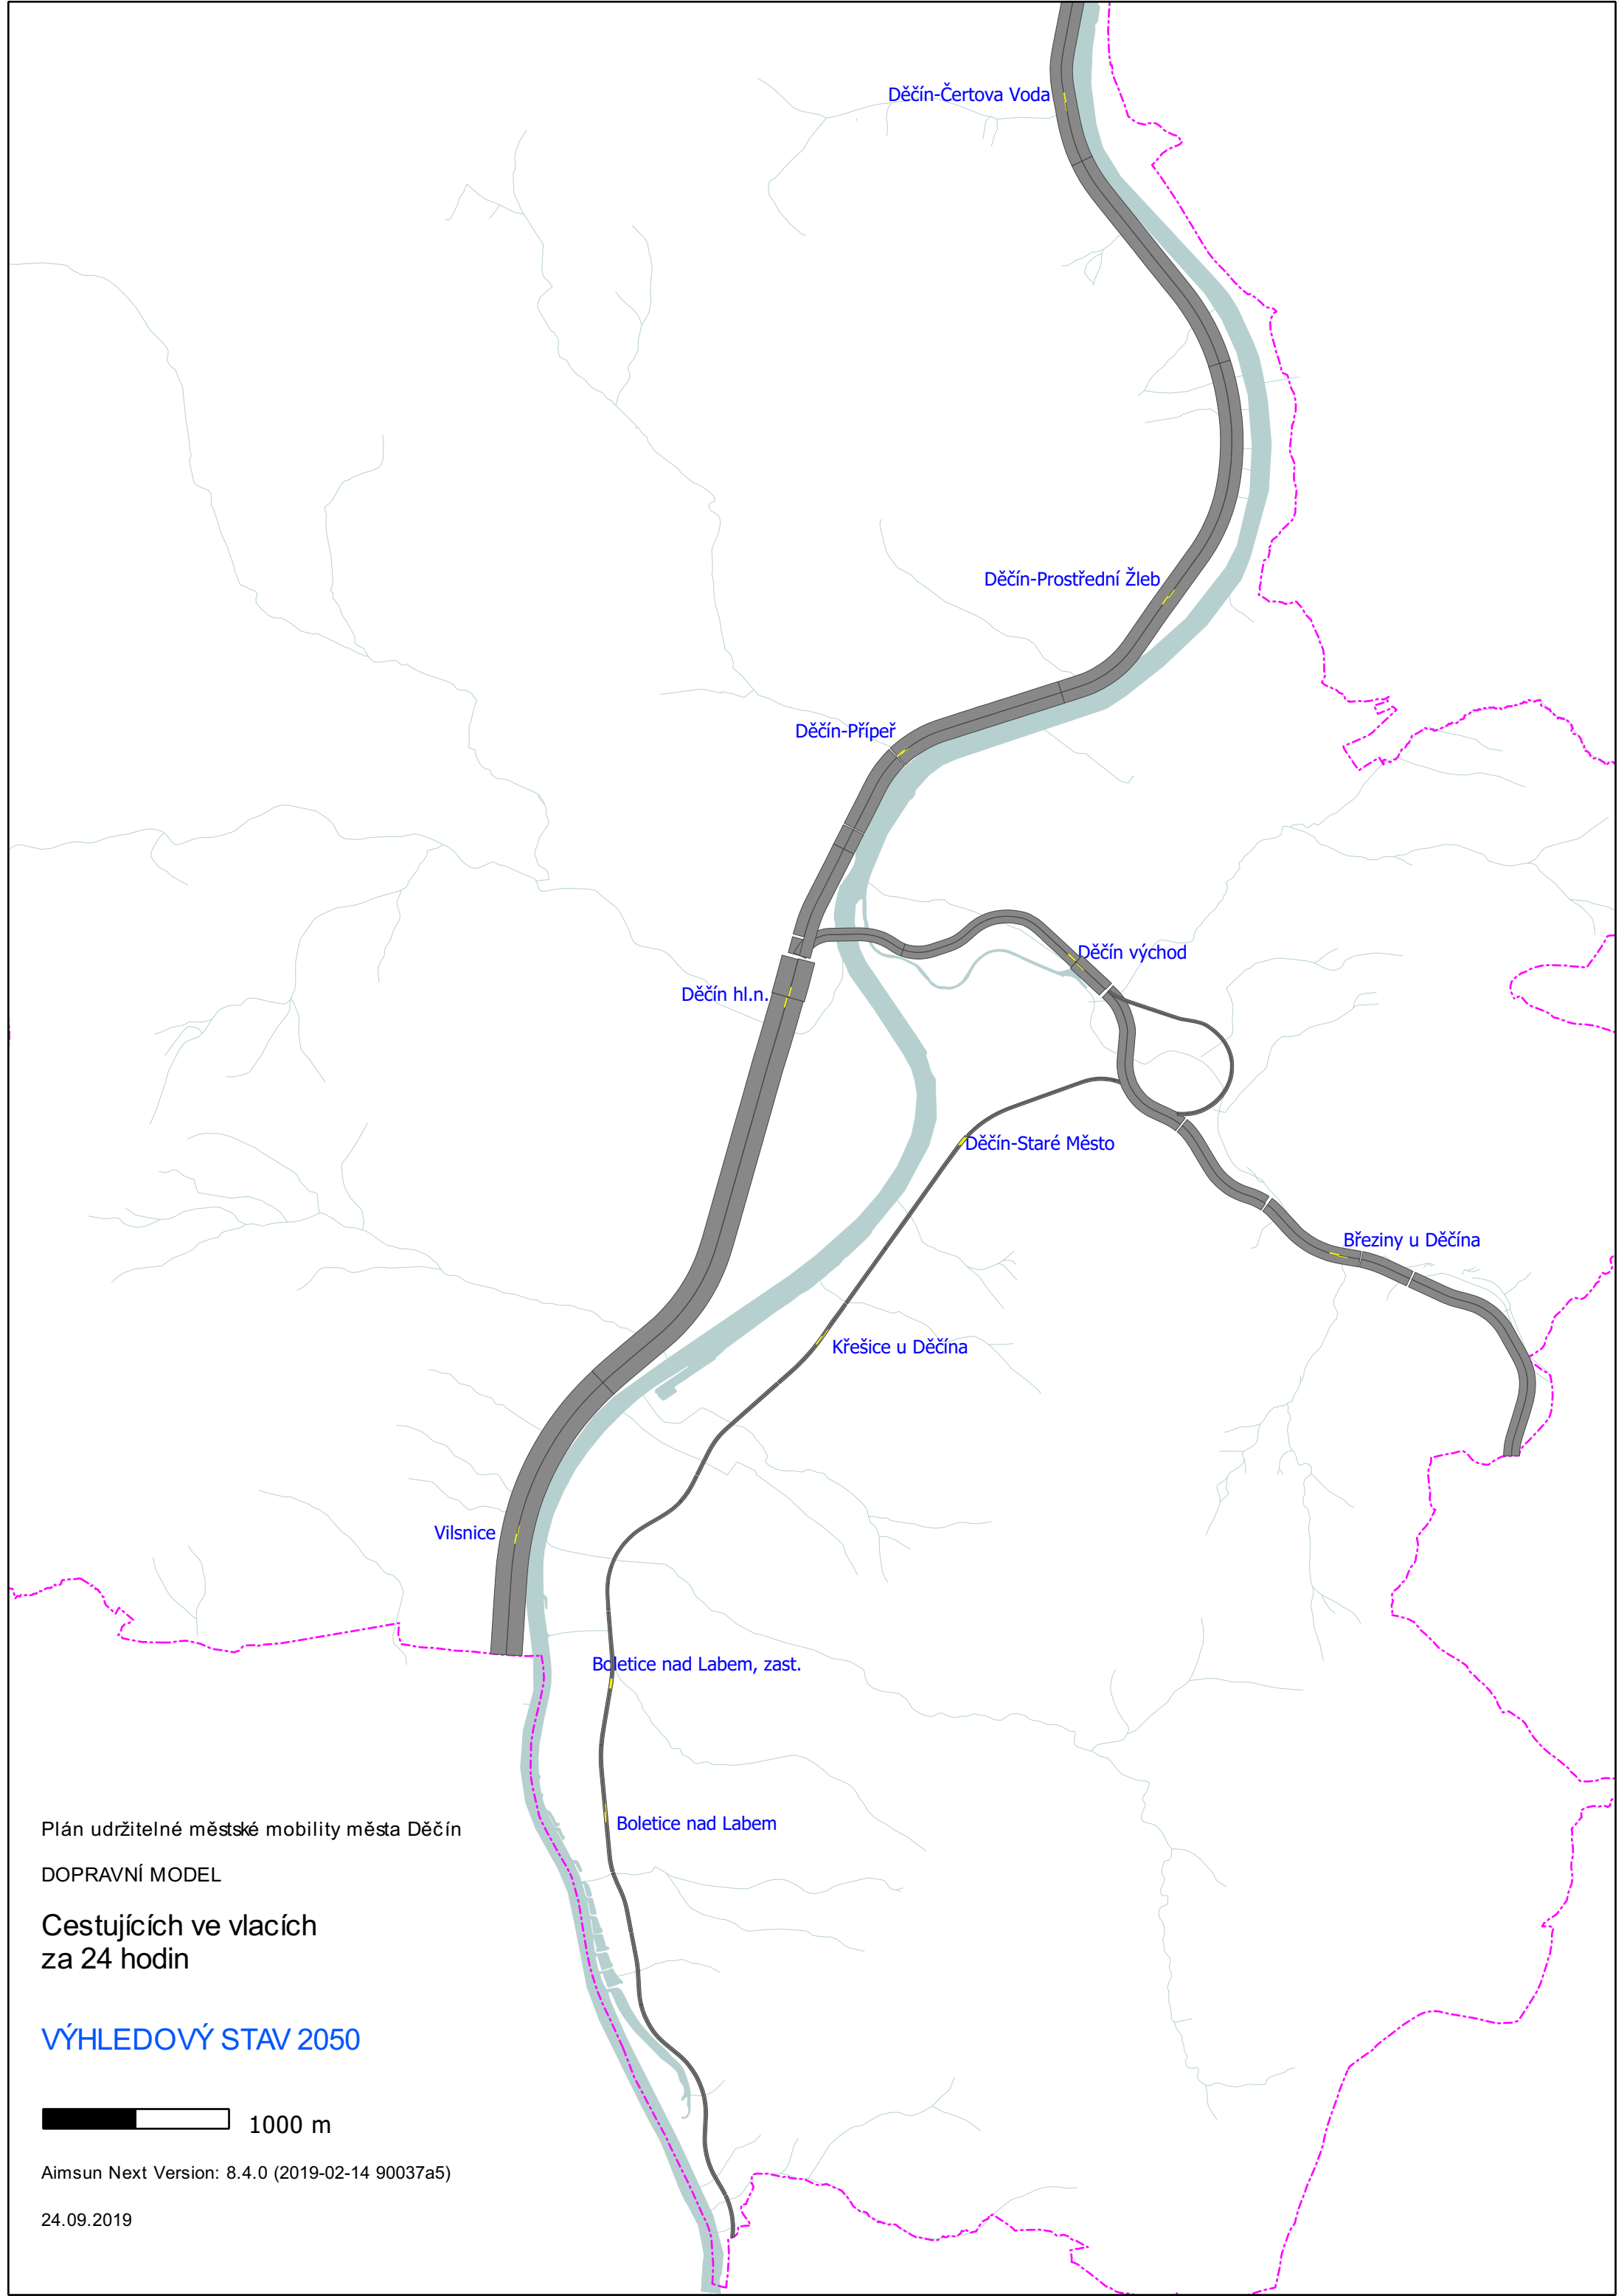 Děčín-Čertova Voda
Děčín-Prostřední Žleb
Děčín-Přípeř
Děčín východ
Děčín hl.n.
Děčín-Staré Město
Březiny u Děčína
Křešice u Děčína
Vilsnice
Boletice nad Labem, zast.
Boletice nad Labem
Plán udržitelné městské mobility města Děčín
DOPRAVNÍ MODEL
Cestujících ve vlacích
za 24 hodin
VÝHLEDOVÝ STAV 2050
1000 m
Aimsun Next Version: 8.4.0 (2019-02-14 90037a5)
24.09.2019